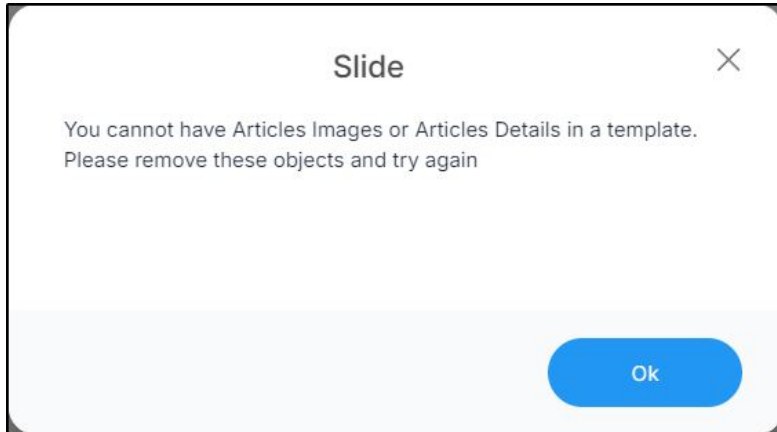 Slide
You cannot have Articles Images or Articles Details in a template.
Please remove these objects and try again
Ok